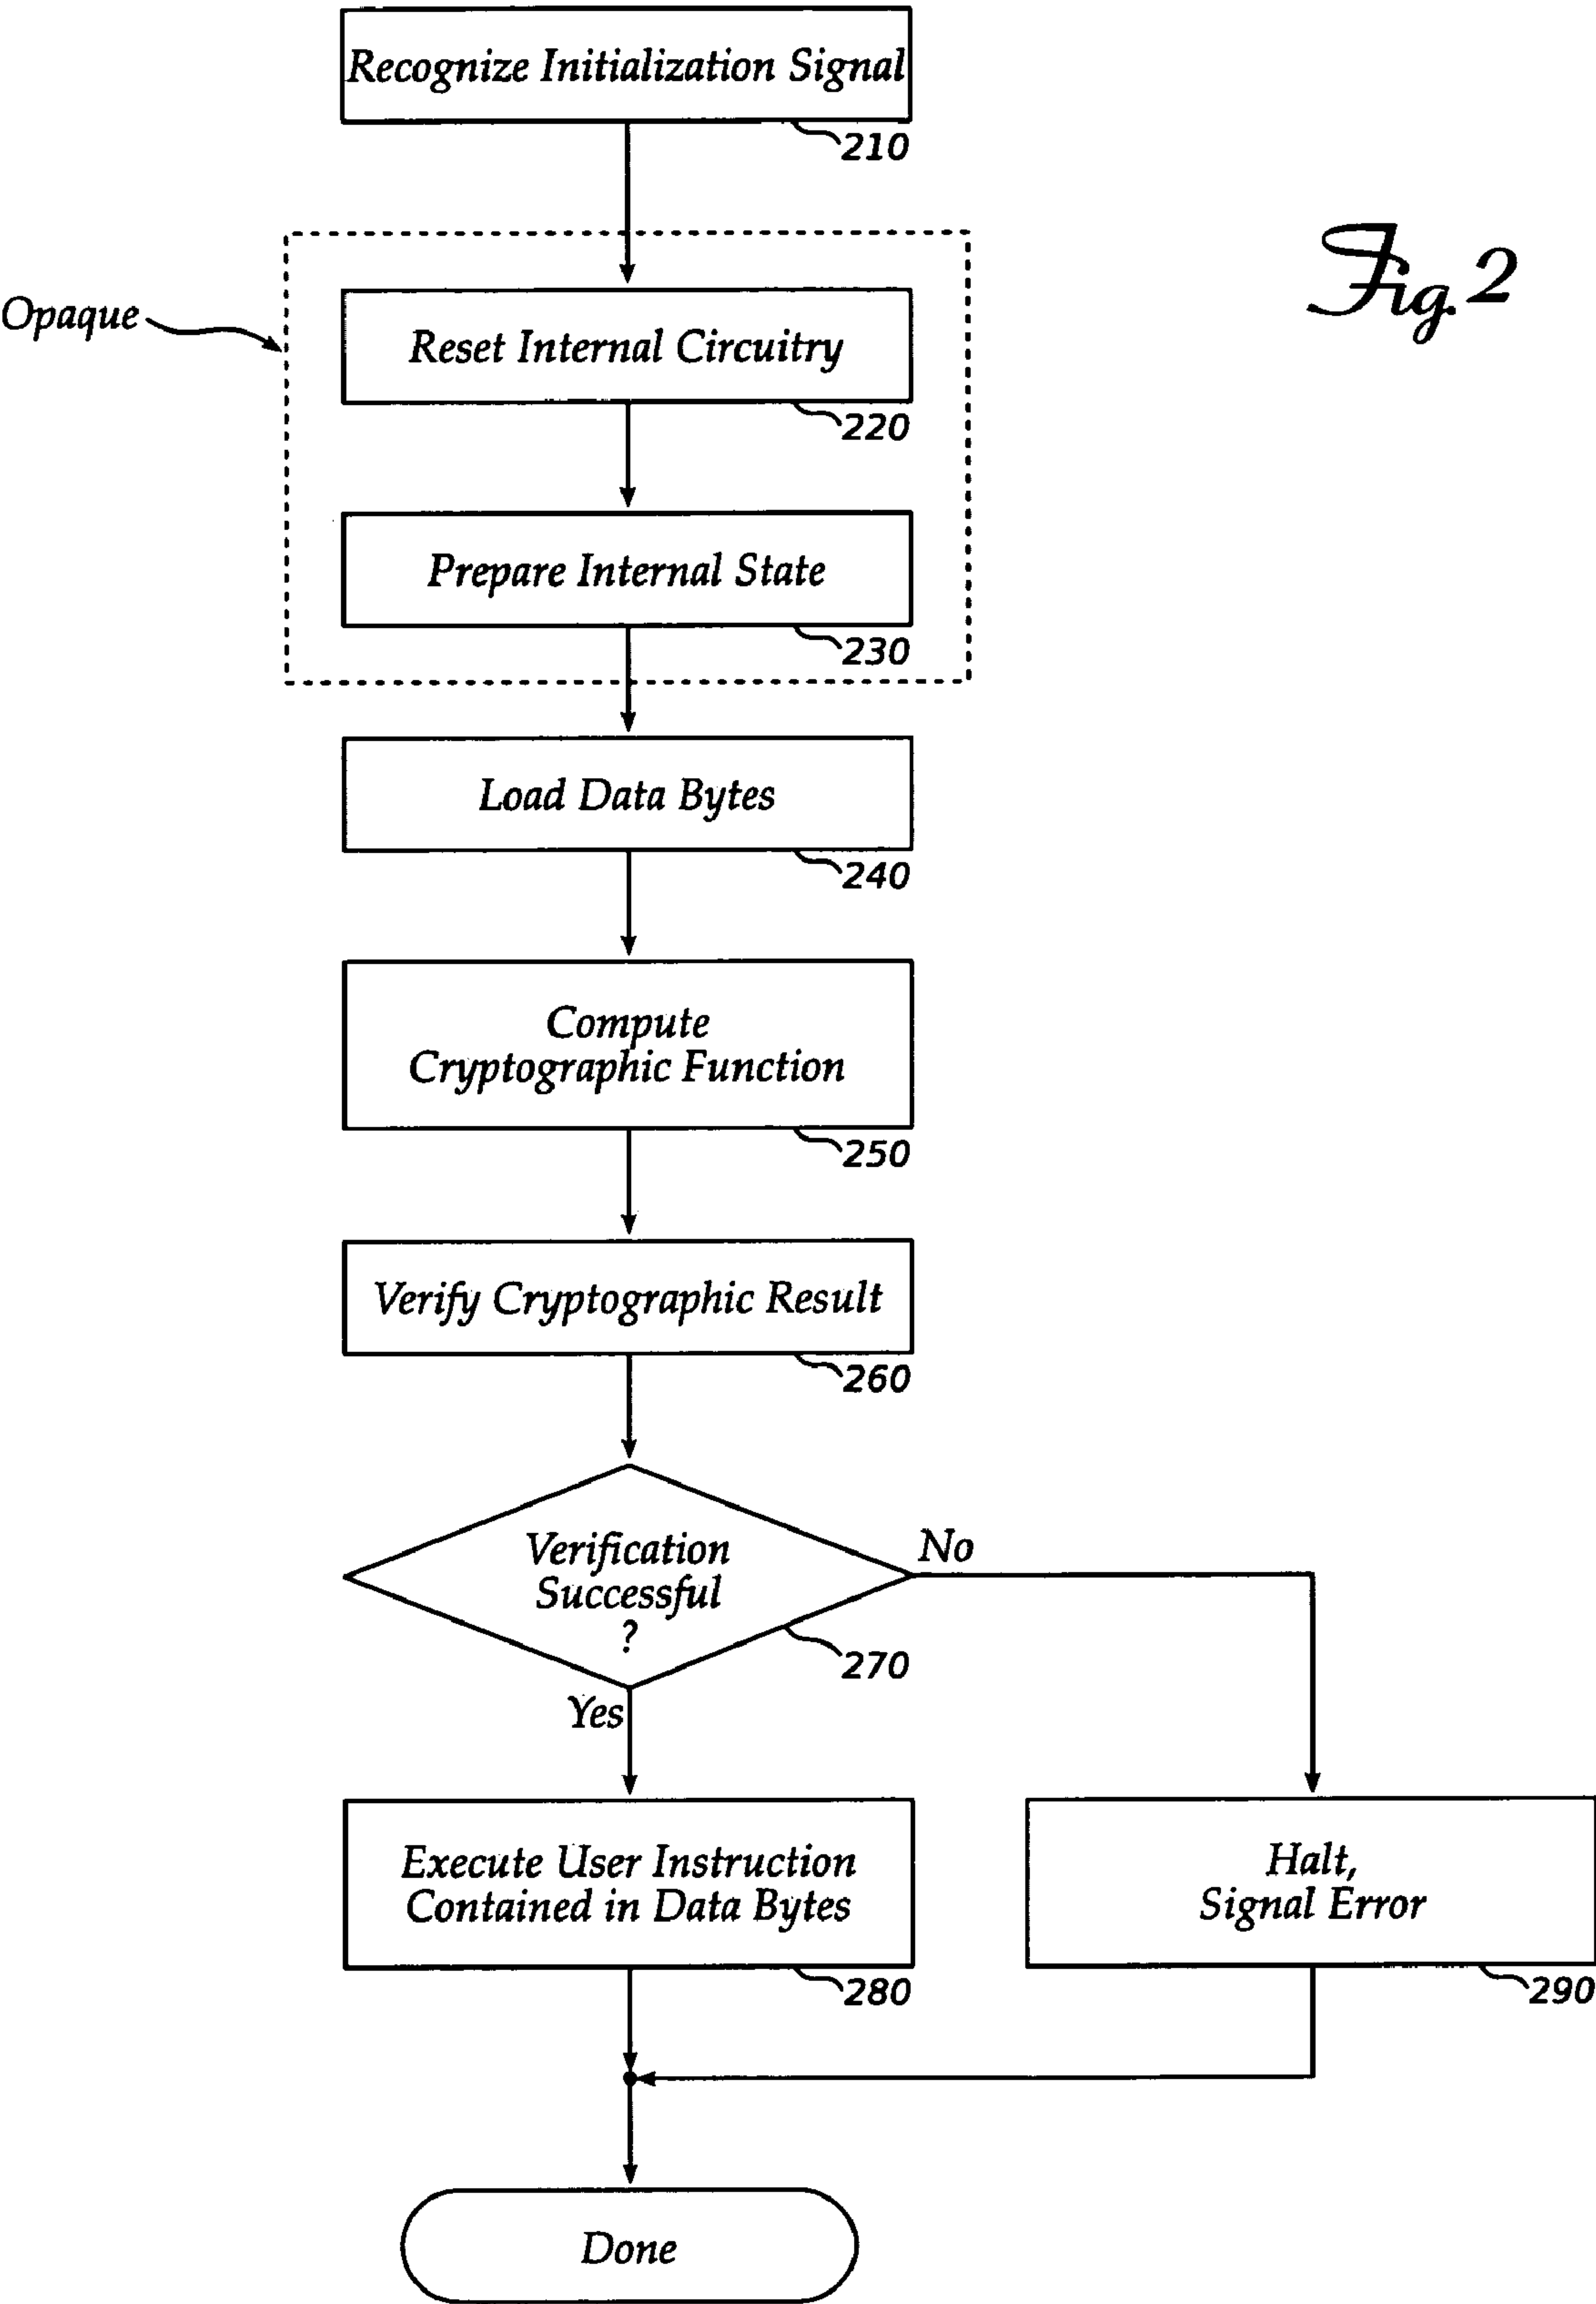 Recognize Initialization Signal
210
Fig. 2
Opaque
Reset Internal Circuitry
220
Prepare Internal State
230
Load Data Bytes
240
Compute
Cryptographic Function
250
Verify Cryptographic Result
260
Verification
Successful
?
No
270
Yes
Execute User Instruction
Contained in Data Bytes
280
Halt,
Signal Error
290
Done